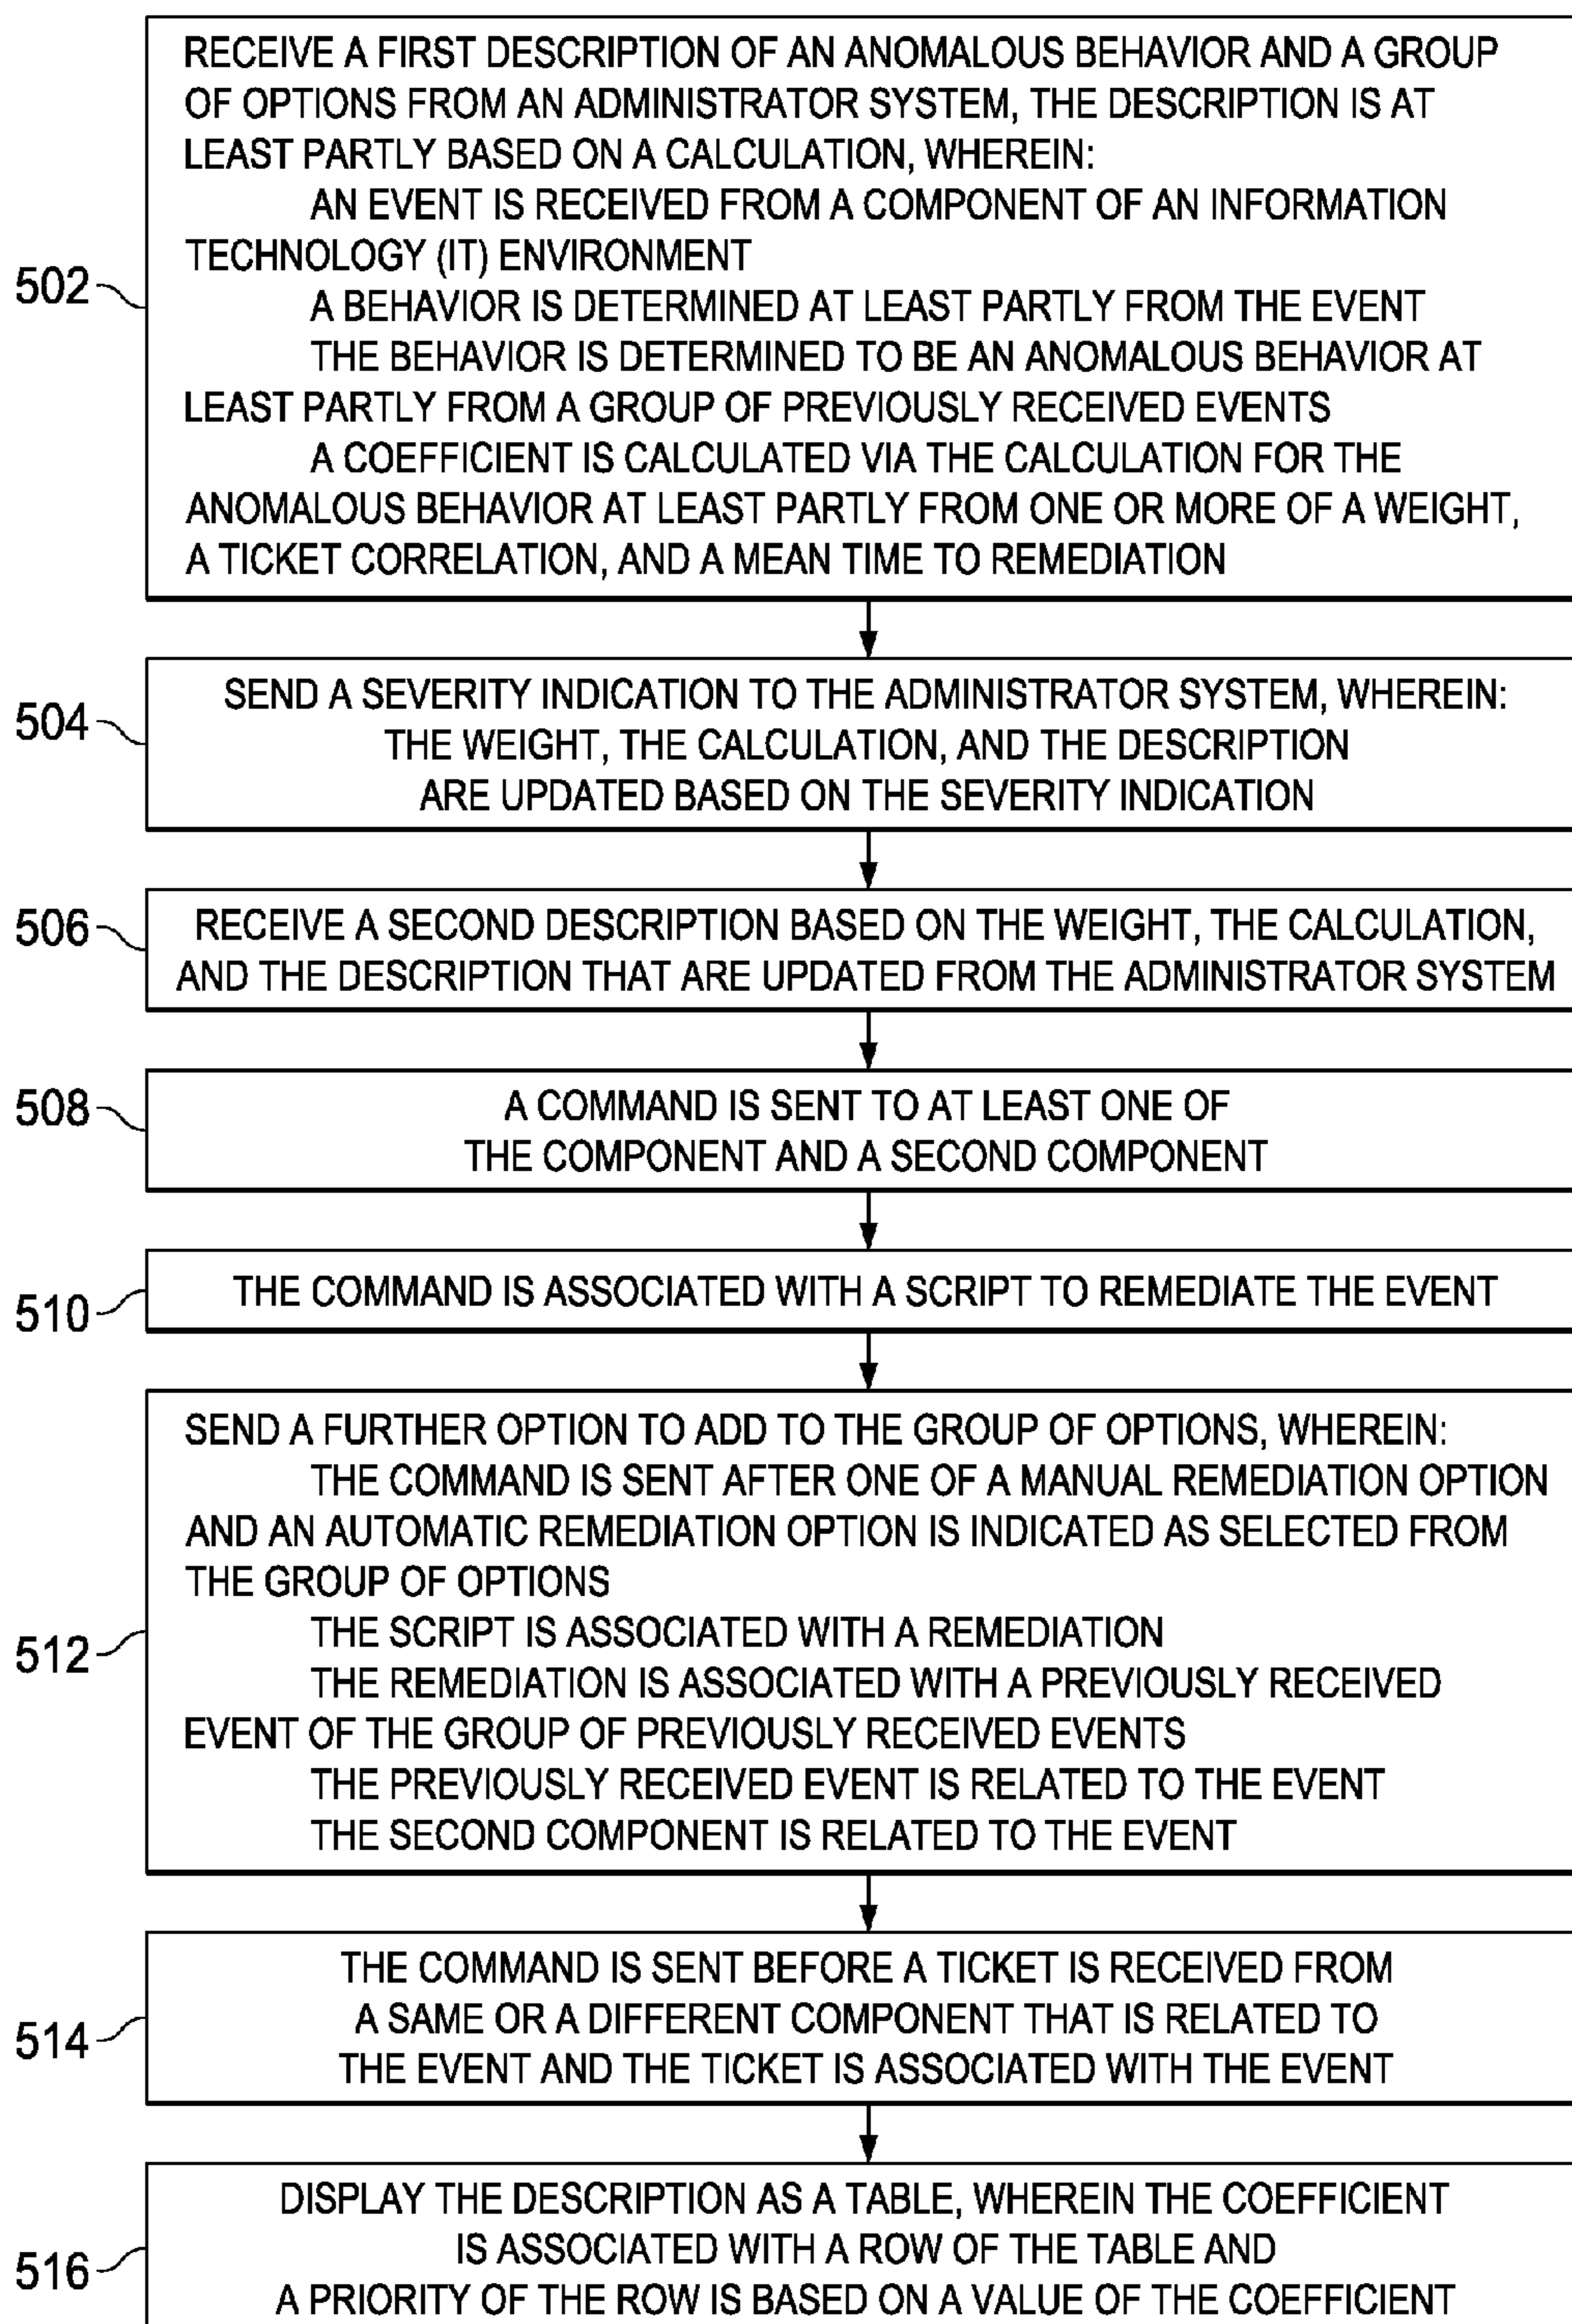 RECEIVE A FIRST DESCRIPTION OF AN ANOMALOUS BEHAVIOR AND A GROUP
OF OPTIONS FROM AN ADMINISTRATOR SYSTEM, THE DESCRIPTION IS AT
LEAST PARTLY BASED ON A CALCULATION, WHEREIN:
AN EVENT IS RECEIVED FROM A COMPONENT OF AN INFORMATION
TECHNOLOGY (IT) ENVIRONMENT
502
A BEHAVIOR IS DETERMINED AT LEAST PARTLY FROM THE EVENT
THE BEHAVIOR IS DETERMINED TO BE AN ANOMALOUS BEHAVIOR AT
LEAST PARTLY FROM A GROUP OF PREVIOUSLY RECEIVED EVENTS
A COEFFICIENT IS CALCULATED VIA THE CALCULATION FOR THE
ANOMALOUS BEHAVIOR AT LEAST PARTLY FROM ONE OR MORE OF A WEIGHT,
A TICKET CORRELATION, AND A MEAN TIME TO REMEDIATION
504
SEND A SEVERITY INDICATION TO THE ADMINISTRATOR SYSTEM, WHEREIN:
THE WEIGHT, THE CALCULATION, AND THE DESCRIPTION
ARE UPDATED BASED ON THE SEVERITY INDICATION
506
RECEIVE A SECOND DESCRIPTION BASED ON THE WEIGHT, THE CALCULATION,
AND THE DESCRIPTION THAT ARE UPDATED FROM THE ADMINISTRATOR SYSTEM
508
A COMMAND IS SENT TO AT LEAST ONE OF
THE COMPONENT AND A SECOND COMPONENT
510
THE COMMAND IS ASSOCIATED WITH A SCRIPT TO REMEDIATE THE EVENT
SEND A FURTHER OPTION TO ADD TO THE GROUP OF OPTIONS, WHEREIN:
THE COMMAND IS SENT AFTER ONE OF A MANUAL REMEDIATION OPTION
AND AN AUTOMATIC REMEDIATION OPTION IS INDICATED AS SELECTED FROM
THE GROUP OF OPTIONS
THE SCRIPT IS ASSOCIATED WITH A REMEDIATION
512
THE REMEDIATION IS ASSOCIATED WITH A PREVIOUSLY RECEIVED
EVENT OF THE GROUP OF PREVIOUSLY RECEIVED EVENTS
THE PREVIOUSLY RECEIVED EVENT IS RELATED TO THE EVENT
THE SECOND COMPONENT IS RELATED TO THE EVENT
514
THE COMMAND IS SENT BEFORE A TICKET IS RECEIVED FROM
A SAME OR A DIFFERENT COMPONENT THAT IS RELATED TO
THE EVENT AND THE TICKET IS ASSOCIATED WITH THE EVENT
516
DISPLAY THE DESCRIPTION AS A TABLE, WHEREIN THE COEFFICIENT
IS ASSOCIATED WITH A ROW OF THE TABLE AND
A PRIORITY OF THE ROW IS BASED ON A VALUE OF THE COEFFICIENT